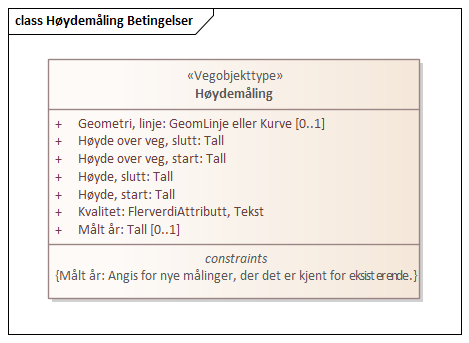 class Høydemåling Betingelser
«Vegobjekttype»
Høydemåling
+ Geometri, linje: GeomLinje eller Kurve [0..1]
+ Høyde over veg, slutt: Tall
+ Høyde over veg, start: Tall
+ Høyde, slutt: Tall
+ Høyde, start: Tall
+ Kvalitet: FlerverdiAttributt, Tekst
+ Målt år: Tall [0..1]
constraints
{Målt år: Angis for nye målinger, der det er kjent for eksisterende.}